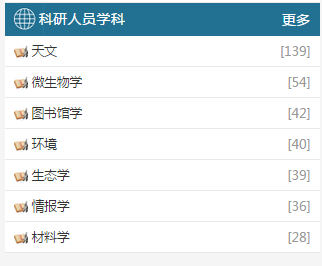 科研人员学科 更多
天文 [139]
微生物学 [54]
图书馆学 [42]
环境 [40]
生态学 [39]
情报学 [36]
材料学 [28]